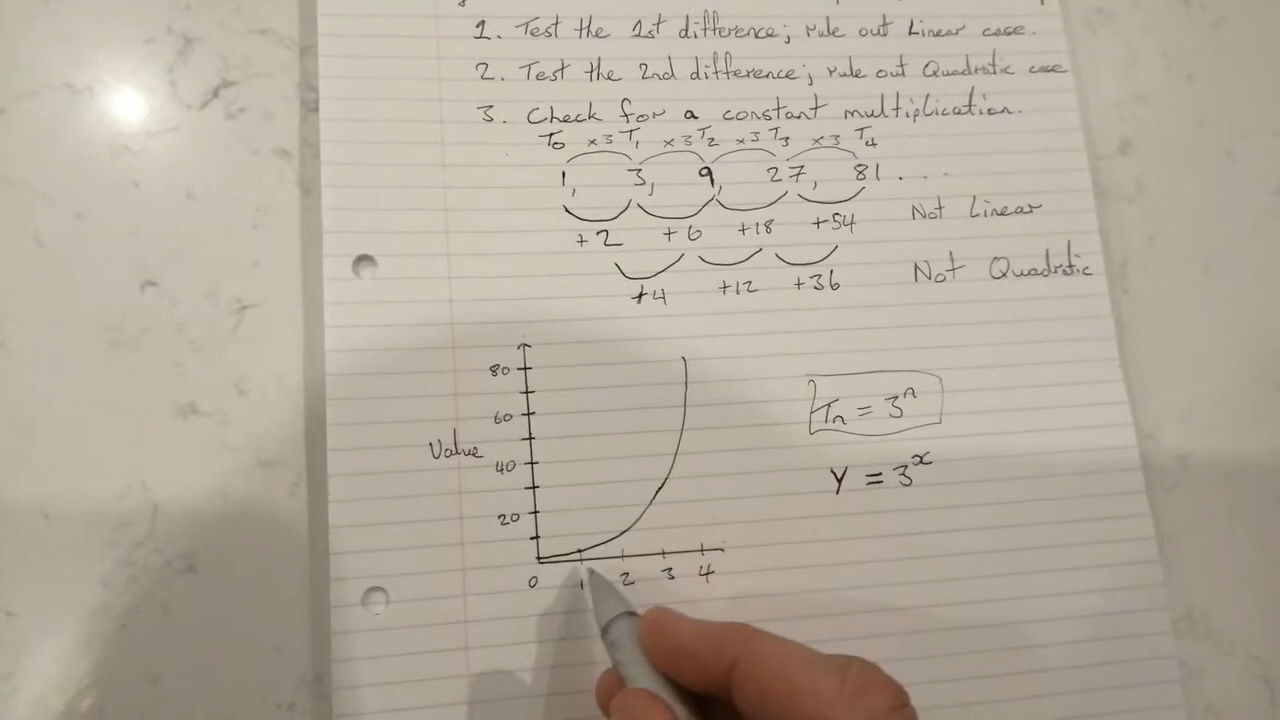 1. Test the 1st difference; rule out Linear case.
2. Test the 2nd difference; rule out Quadratic case
3. Check for a constant multiplication.
T0 ×3 T1 ×3 T2 ×3 T3 ×3 T4
1, 3, 9, 27, 81 . . . .
+2 +6 +18 +54 Not Linear
+4 +12 +36 Not Quadratic
80
60
Value
40
20
0 1 2 3 4
Tn = 3ⁿ
y = 3ˣ